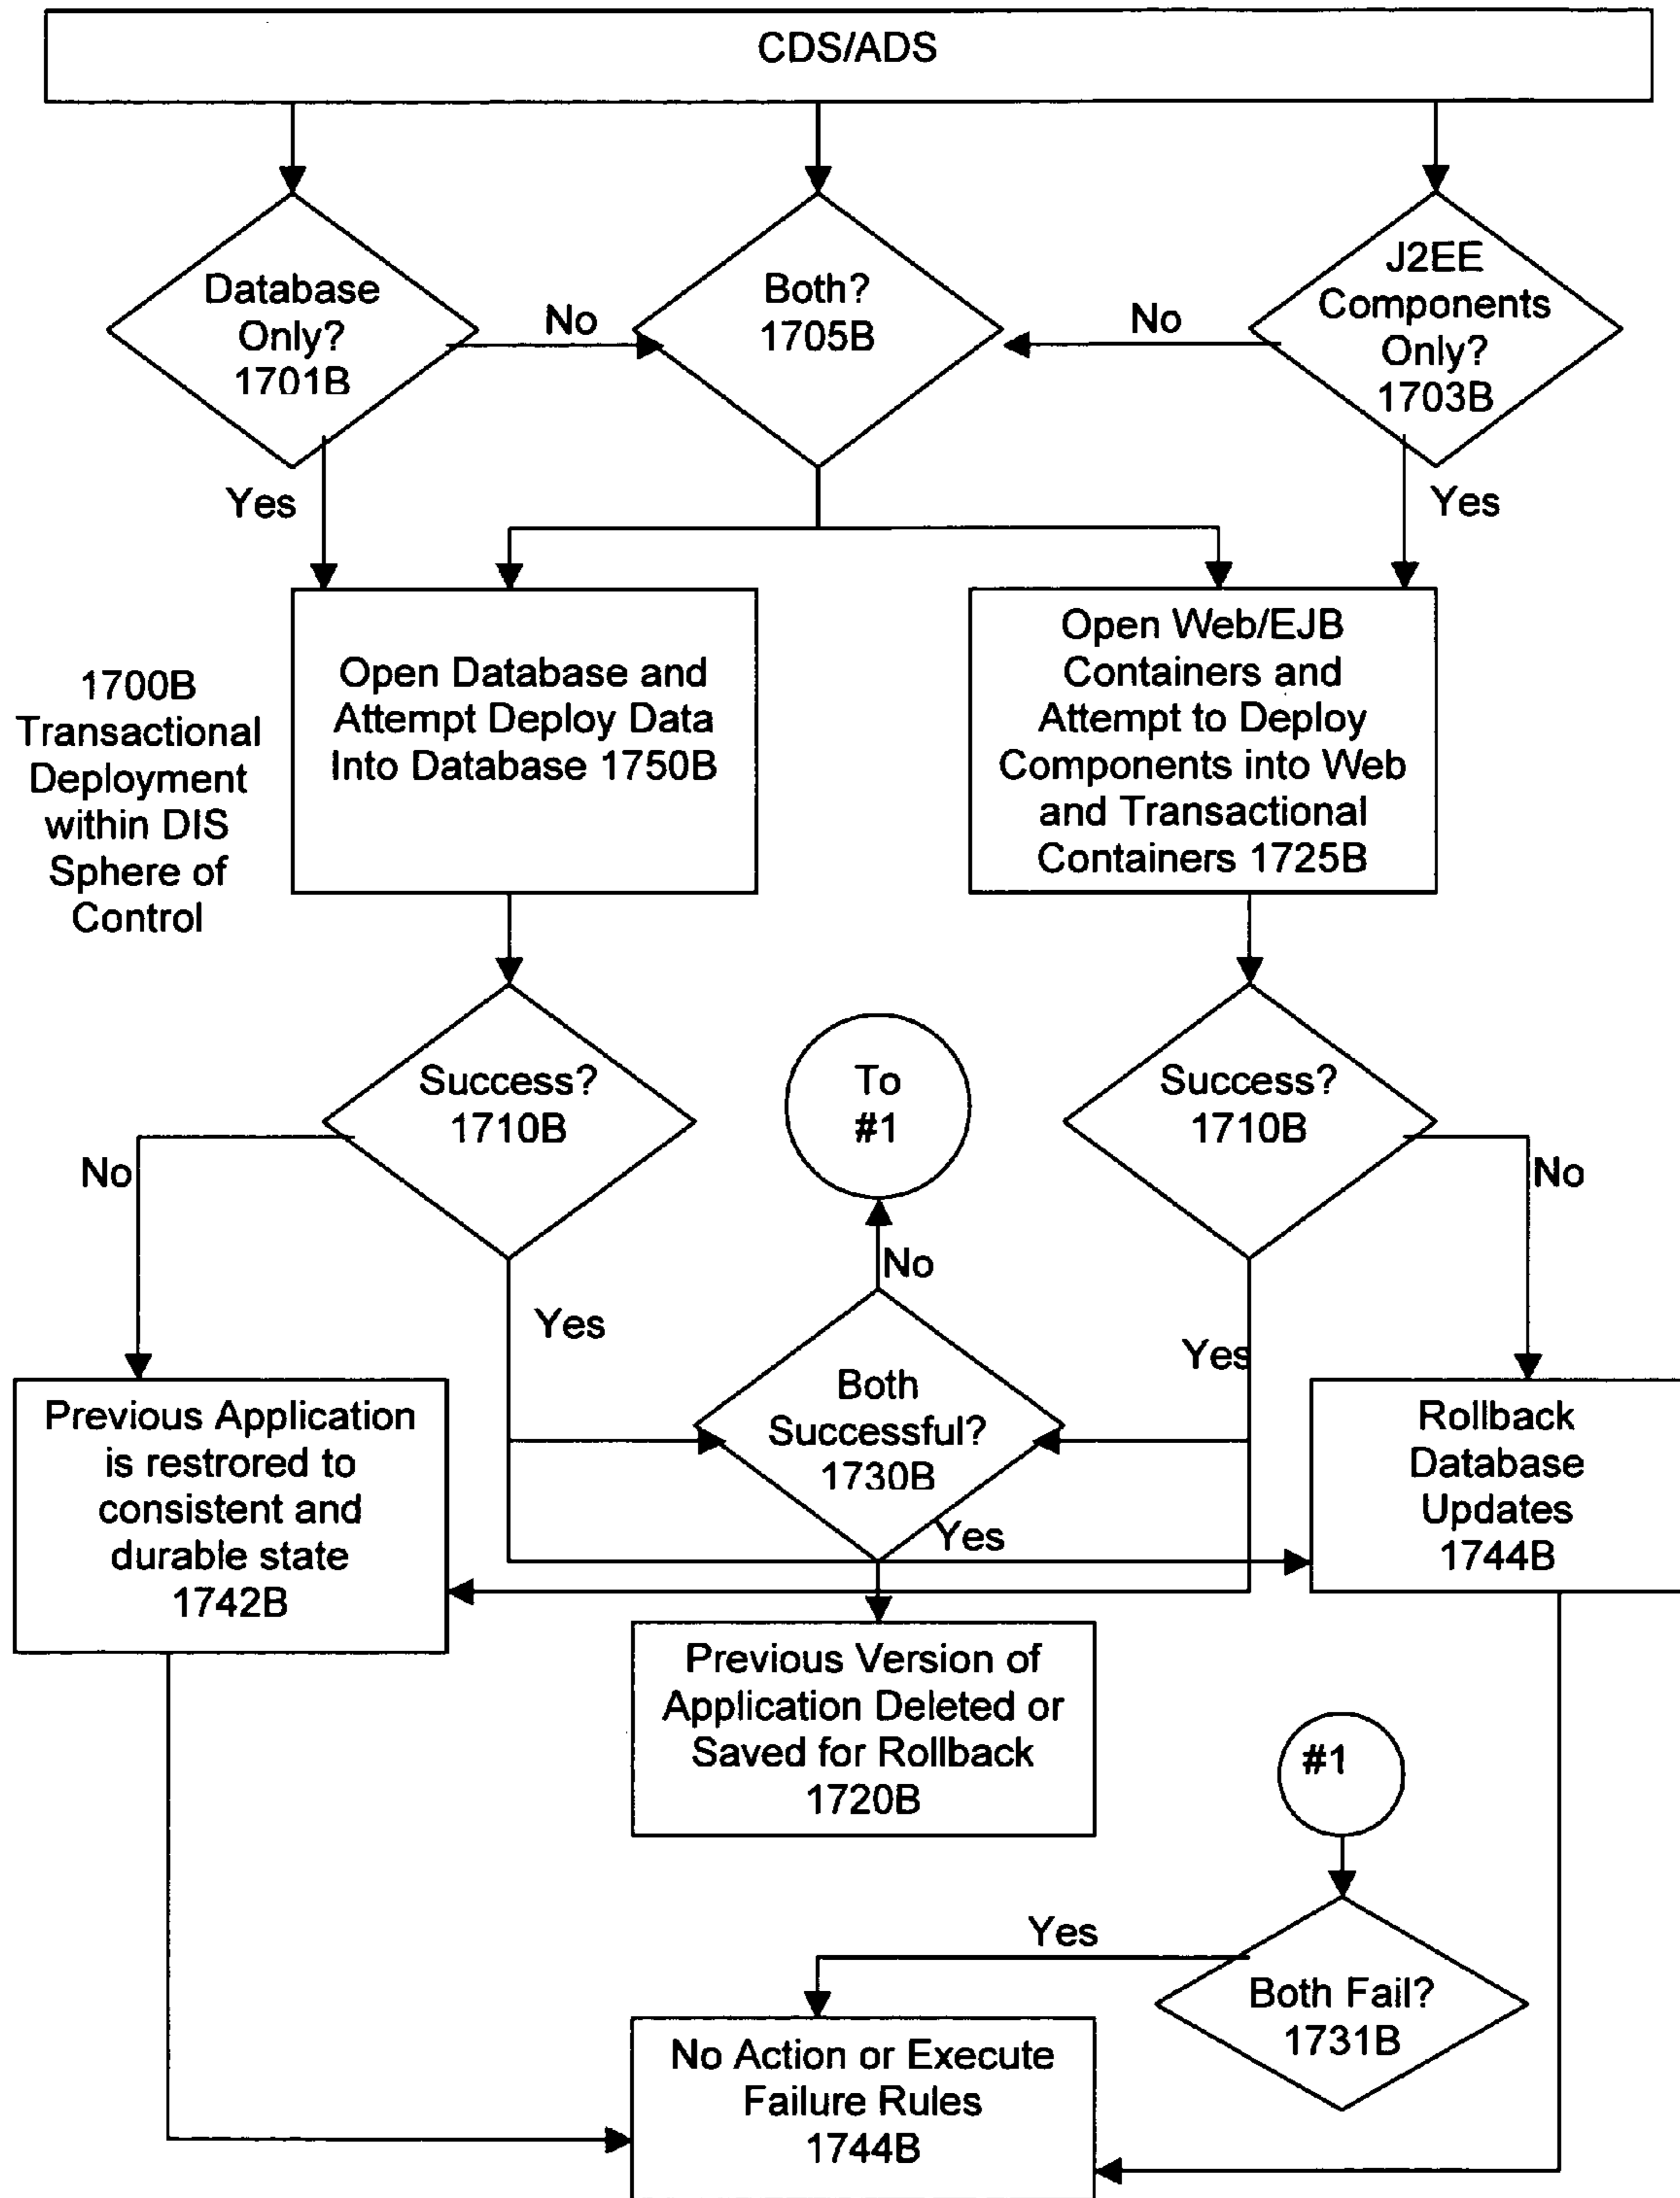 CDS/ADS
Database
Only?
1701B
No
Both?
1705B
No
J2EE
Components
Only?
1703B
Yes
Yes
1700B
Transactional
Deployment
within DIS
Sphere of
Control
Open Database and
Attempt Deploy Data
Into Database 1750B
Open Web/EJB
Containers and
Attempt to Deploy
Components into Web
and Transactional
Containers 1725B
Success?
1710B
To
#1
Success?
1710B
No
No
No
Yes
Yes
Previous Application
is restrored to
consistent and
durable state
1742B
Both
Successful?
1730B
Yes
Rollback
Database
Updates
1744B
Previous Version of
Application Deleted or
Saved for Rollback
1720B
#1
Yes
Both Fail?
1731B
No Action or Execute
Failure Rules
1744B